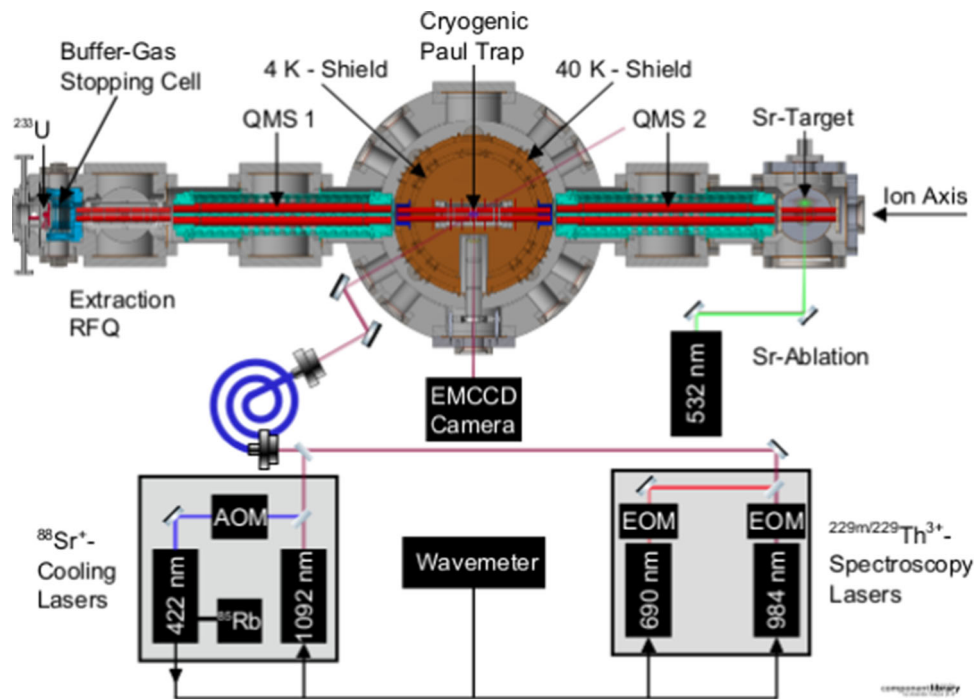 Cryogenic
Paul Trap
Buffer-Gas
Stopping Cell
4 K - Shield
40 K - Shield
²³³U
QMS 1
QMS 2
Sr-Target
Ion Axis
Extraction
RFQ
Sr-Ablation
532 nm
EMCCD
Camera
⁸⁸Sr⁺-
Cooling
Lasers
AOM
422 nm
⁸⁵Rb
1092 nm
Wavemeter
EOM
EOM
690 nm
984 nm
²²⁹ᵐ/²²⁹Th³⁺-
Spectroscopy
Lasers
componentlibrary